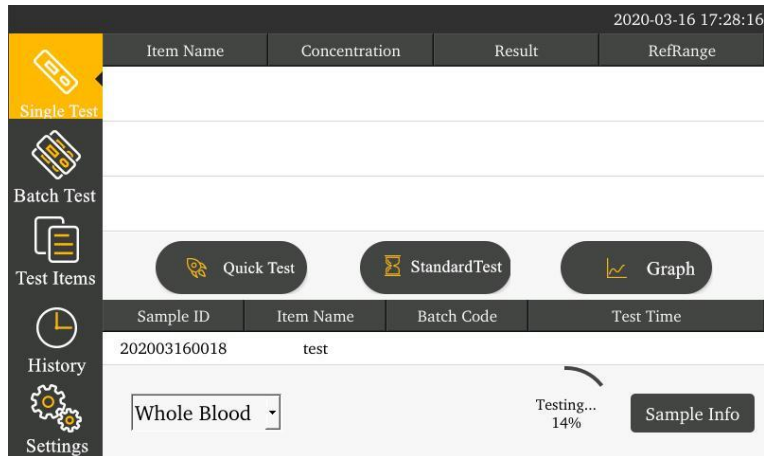 2020-03-16 17:28:16
Item Name Concentration Result RefRange
Single Test
Batch Test
Test Items
History
Settings
Quick Test StandardTest Graph
Sample ID Item Name Batch Code Test Time
202003160018 test
Whole Blood
Testing...
14%
Sample Info